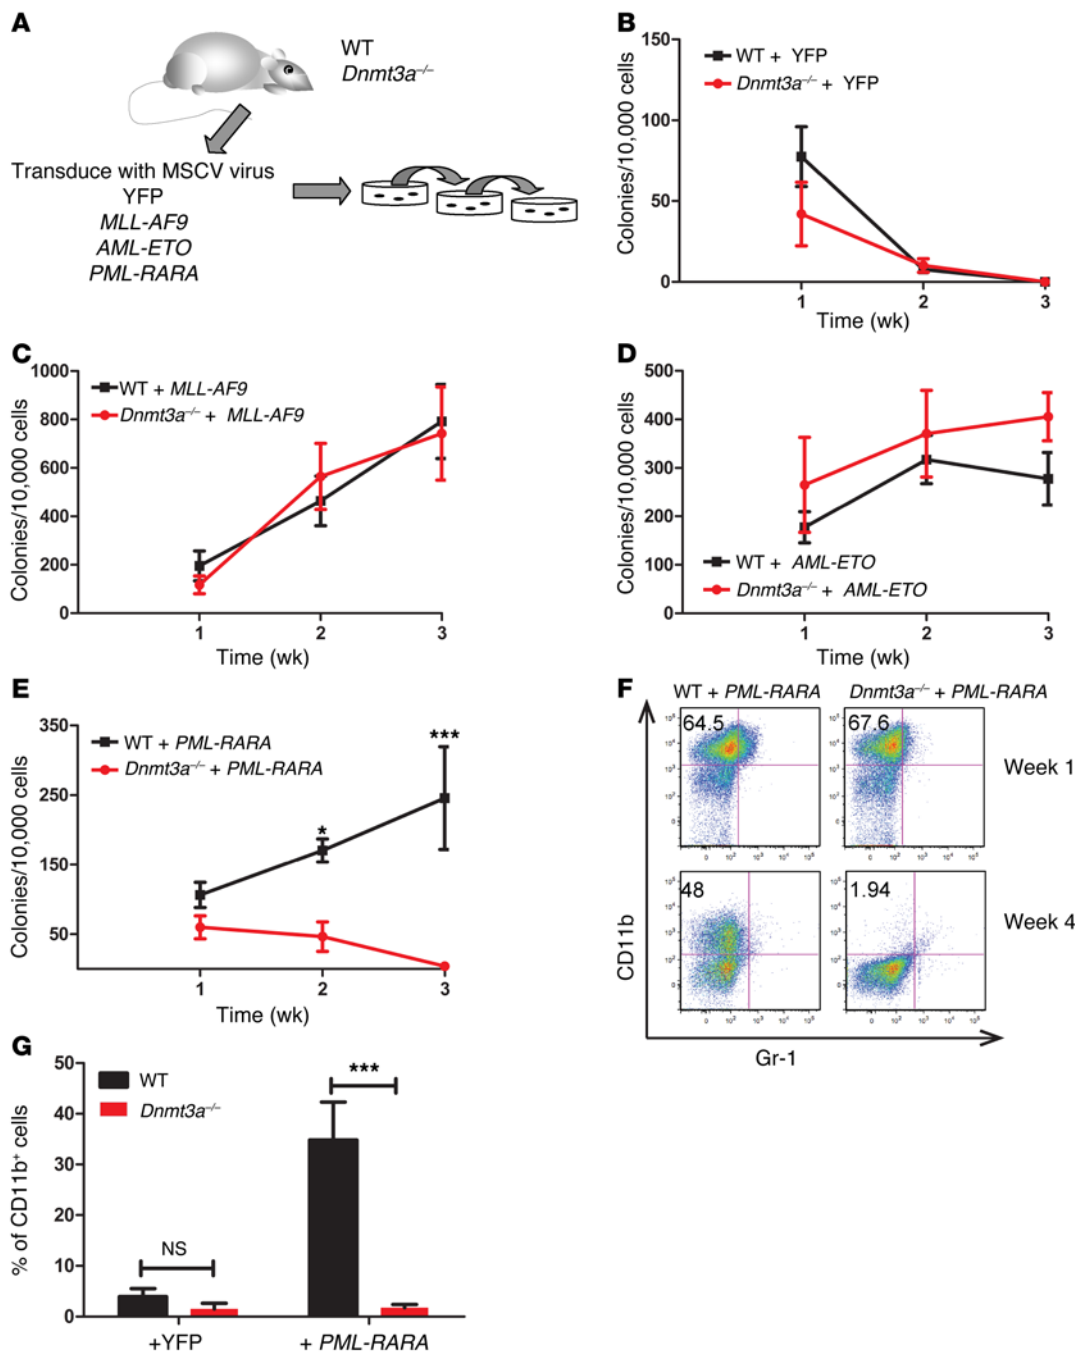 A
WT
Dnmt3a–/–
Transduce with MSCV virus
YFP
MLL-AF9
AML-ETO
PML-RARA
B
Colonies/10,000 cells
150
100
50
0
WT + YFP
Dnmt3a–/– + YFP
1 2 3
Time (wk)
C
Colonies/10,000 cells
1000
800
600
400
200
0
WT + MLL-AF9
Dnmt3a–/– + MLL-AF9
1 2 3
Time (wk)
D
Colonies/10,000 cells
500
400
300
200
100
0
WT + AML-ETO
Dnmt3a–/– + AML-ETO
1 2 3
Time (wk)
E
Colonies/10,000 cells
350
250
150
50
WT + PML-RARA
Dnmt3a–/– + PML-RARA
*
***
1 2 3
Time (wk)
F
WT + PML-RARA
Dnmt3a–/– + PML-RARA
64.5
67.6
Week 1
48
1.94
Week 4
CD11b
Gr-1
G
% of CD11b+ cells
50
40
30
20
10
0
WT
Dnmt3a–/–
NS
***
+YFP
+ PML-RARA